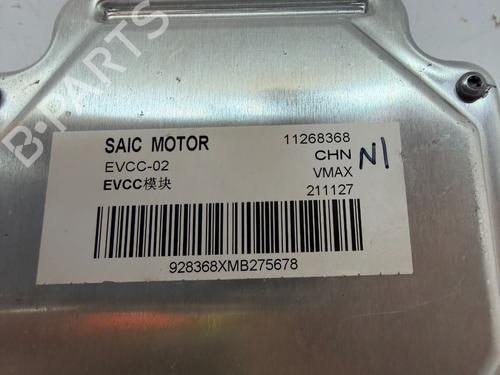 B-PARTS
SAIC MOTOR 11268368
EVCC-02 CHN N1
EVCC模块 VMAX
211127
928368XMB275678